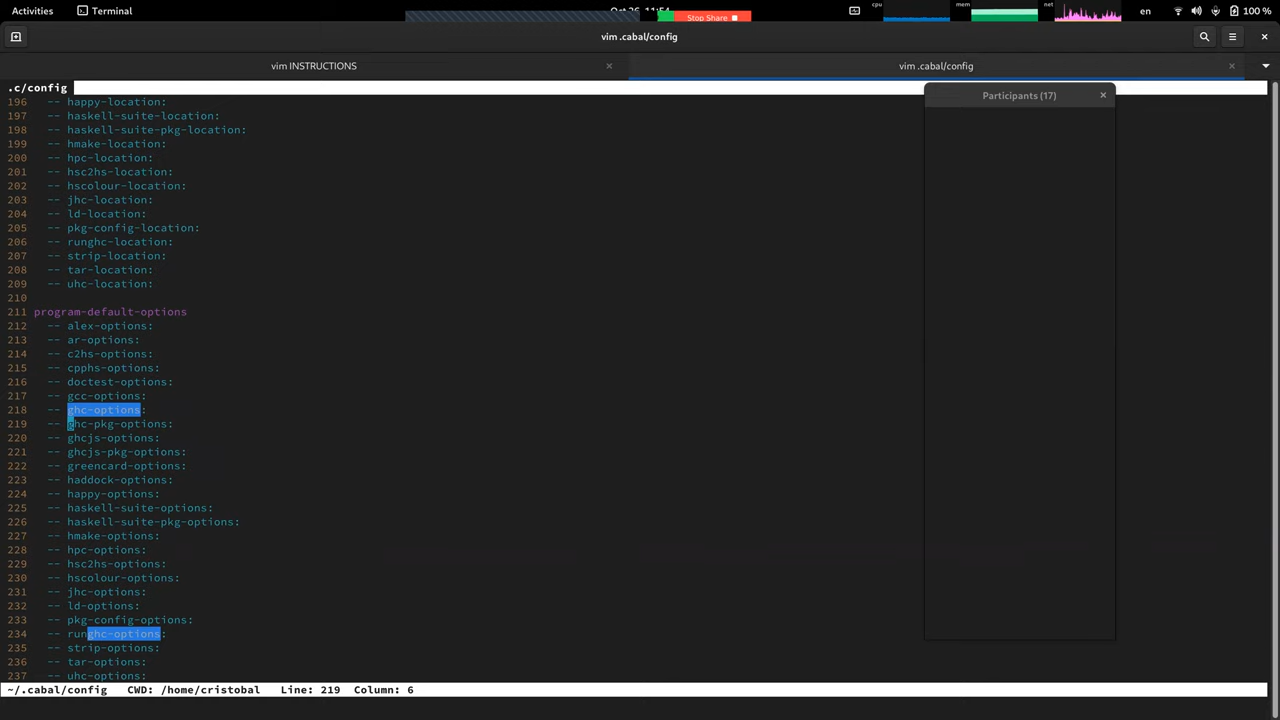 Activities
Terminal
Stop Share
cpu
mem
net
en
100 %
vim .cabal/config
vim INSTRUCTIONS
vim .cabal/config
.c/config
Participants (17)
196 -- happy-location:
197 -- haskell-suite-location:
198 -- haskell-suite-pkg-location:
199 -- hmake-location:
200 -- hpc-location:
201 -- hsc2hs-location:
202 -- hscolour-location:
203 -- jhc-location:
204 -- ld-location:
205 -- pkg-config-location:
206 -- runghc-location:
207 -- strip-location:
208 -- tar-location:
209 -- uhc-location:
210
211 program-default-options
212 -- alex-options:
213 -- ar-options:
214 -- c2hs-options:
215 -- cpphs-options:
216 -- doctest-options:
217 -- gcc-options:
218 -- ghc-options:
219 -- ghc-pkg-options:
220 -- ghcjs-options:
221 -- ghcjs-pkg-options:
222 -- greencard-options:
223 -- haddock-options:
224 -- happy-options:
225 -- haskell-suite-options:
226 -- haskell-suite-pkg-options:
227 -- hmake-options:
228 -- hpc-options:
229 -- hsc2hs-options:
230 -- hscolour-options:
231 -- jhc-options:
232 -- ld-options:
233 -- pkg-config-options:
234 -- runghc-options:
235 -- strip-options:
236 -- tar-options:
237 -- uhc-options:
~/.cabal/config CWD: /home/cristobal Line: 219 Column: 6